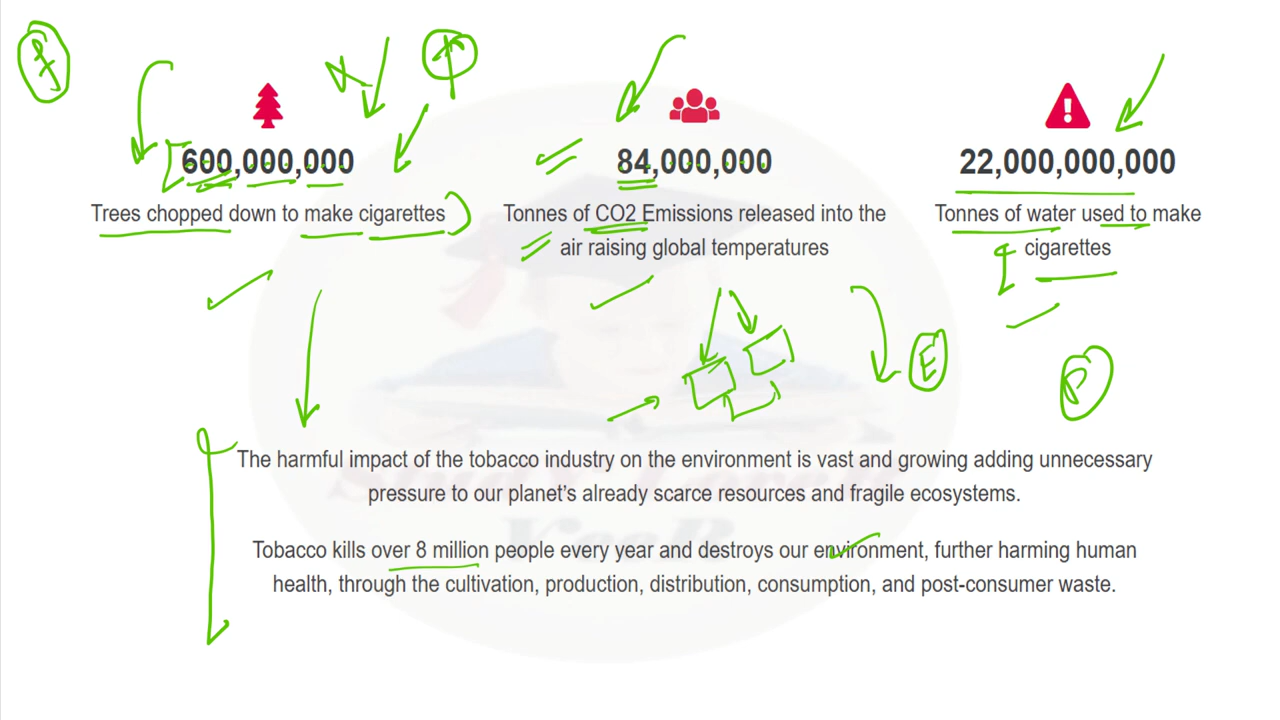 600,000,000
84,000,000
22,000,000,000
Trees chopped down to make cigarettes
Tonnes of CO2 Emissions released into the
air raising global temperatures
Tonnes of water used to make
cigarettes
E
P
The harmful impact of the tobacco industry on the environment is vast and growing adding unnecessary
pressure to our planet's already scarce resources and fragile ecosystems.
Study Lover
VeeR
Tobacco kills over 8 million people every year and destroys our environment, further harming human
health, through the cultivation, production, distribution, consumption, and post-consumer waste.